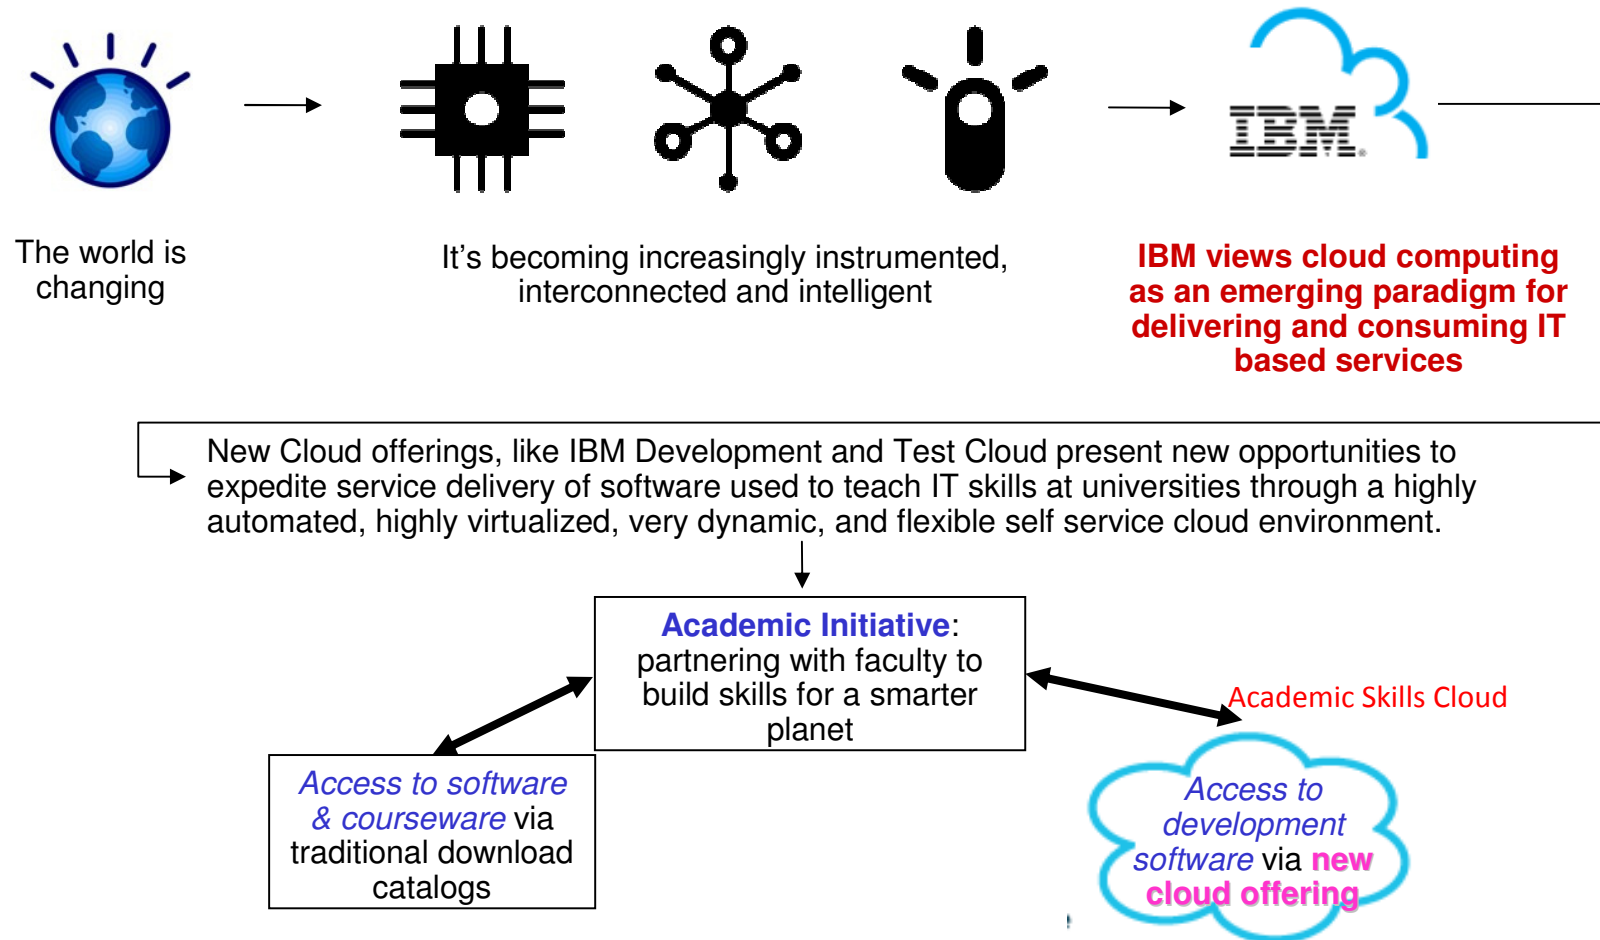 IBM
The world is
changing
It's becoming increasingly instrumented,
interconnected and intelligent
IBM views cloud computing
as an emerging paradigm for
delivering and consuming IT
based services
New Cloud offerings, like IBM Development and Test Cloud present new opportunities to
expedite service delivery of software used to teach IT skills at universities through a highly
automated, highly virtualized, very dynamic, and flexible self service cloud environment.
Academic Initiative:
partnering with faculty to
build skills for a smarter
planet
Academic Skills Cloud
Access to software
& courseware via
traditional download
catalogs
Access to
development
software via new
cloud offering